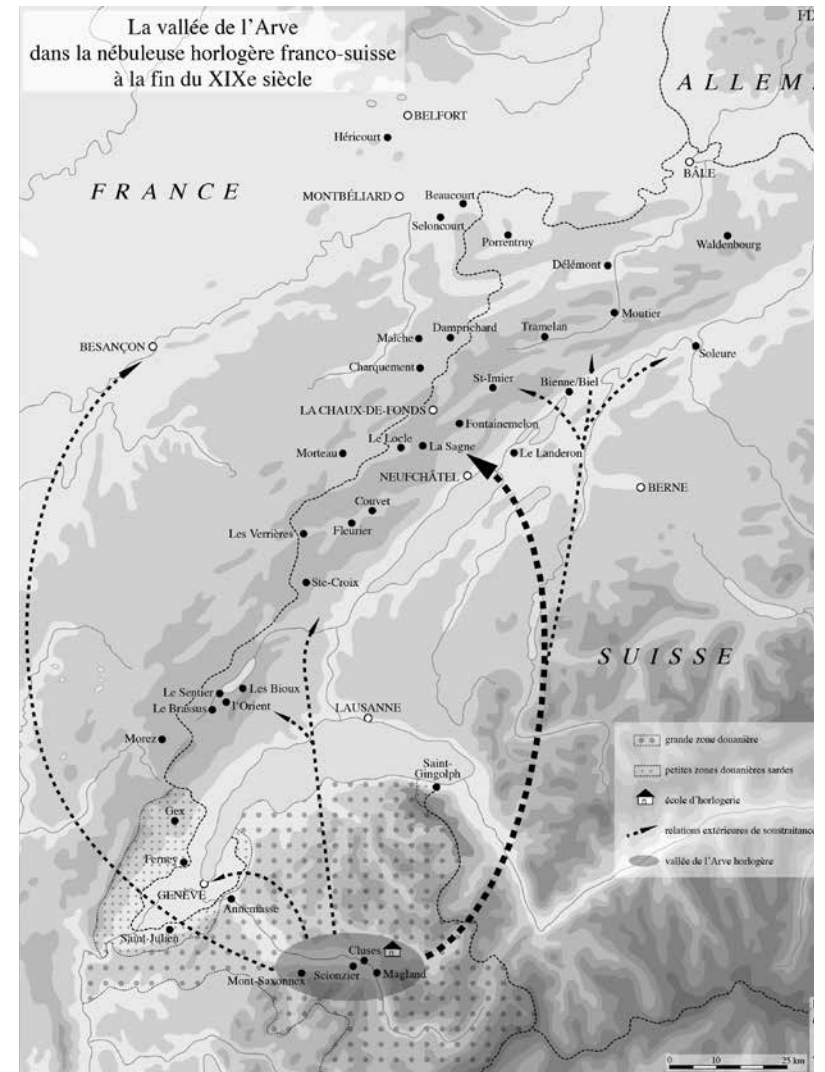 La vallée de l'Arve
dans la nébuleuse horlogère franco-suisse
à la fin du XIXe siècle
FD
ALLEM
BELFORT
Héricourt
BÂLE
FRANCE
MONTBÉLIARD
Beaucourt
Seloncourt
Porrentruy
Waldenbourg
Délémont
Moutier
BESANÇON
Maîche
Damprichard
Tramelan
Soleure
Charquemont
St-Imier
Bienne/Biel
LA CHAUX-DE-FONDS
Fontainemelon
Morteau
Le Locle
La Sagne
Le Landeron
NEUFCHÂTEL
BERNE
Couvet
Fleurier
Les Verrières
Ste-Croix
SUISSE
Le Sentier
Les Bioux
Le Brassus
l'Orient
LAUSANNE
Morez
Saint-
Gingolph
grande zone douanière
petites zones douanières sardes
école d'horlogerie
relations extérieures de soustraitance
vallée de l'Arve horlogère
Gex
Ferney
GENÈVE
Annemasse
Saint-Julien
Cluses
Mont-Saxonnex
Scionzier
Magland
0 10 25 km